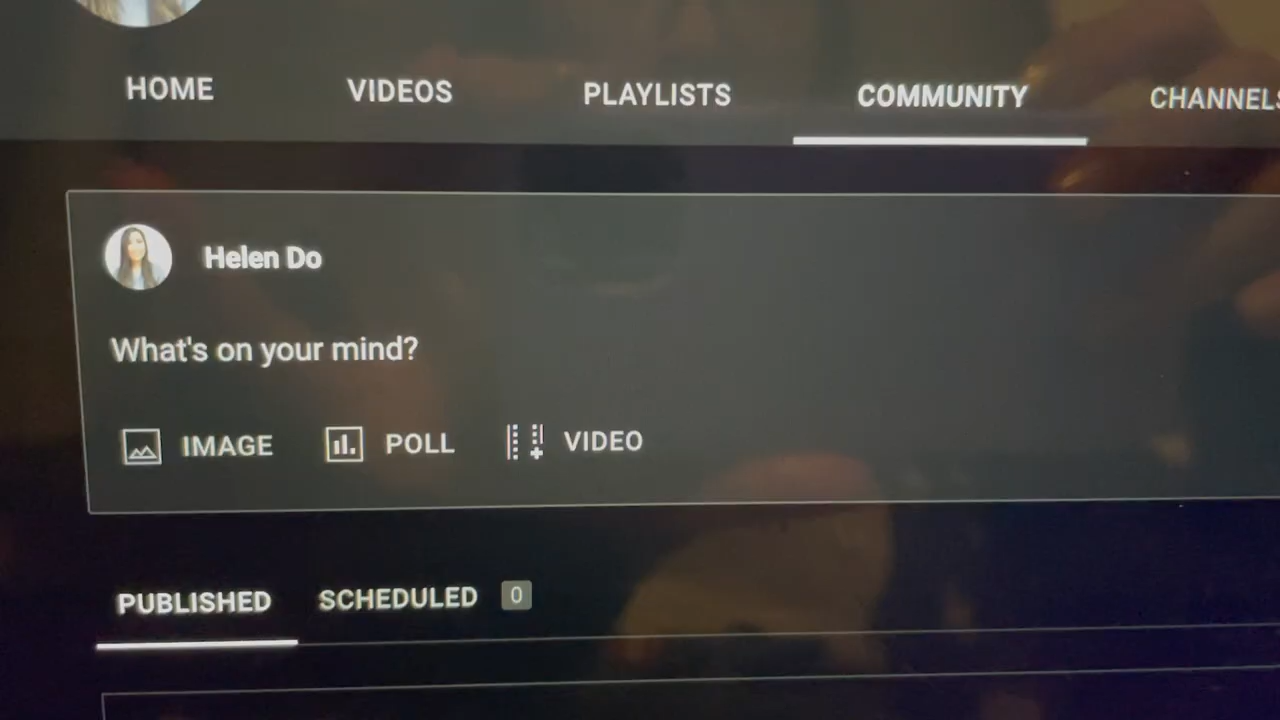 HOME VIDEOS PLAYLISTS COMMUNITY CHANNELS
Helen Do
What's on your mind?
IMAGE POLL VIDEO
PUBLISHED SCHEDULED 0